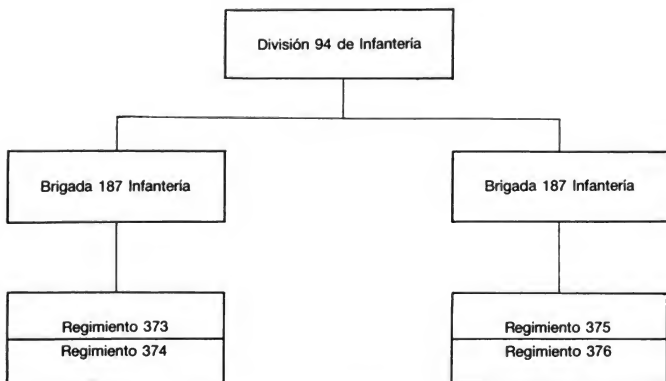 División 94 de Infantería
Brigada 187 Infantería
Brigada 187 Infantería
Regimiento 373
Regimiento 374
Regimiento 375
Regimiento 376